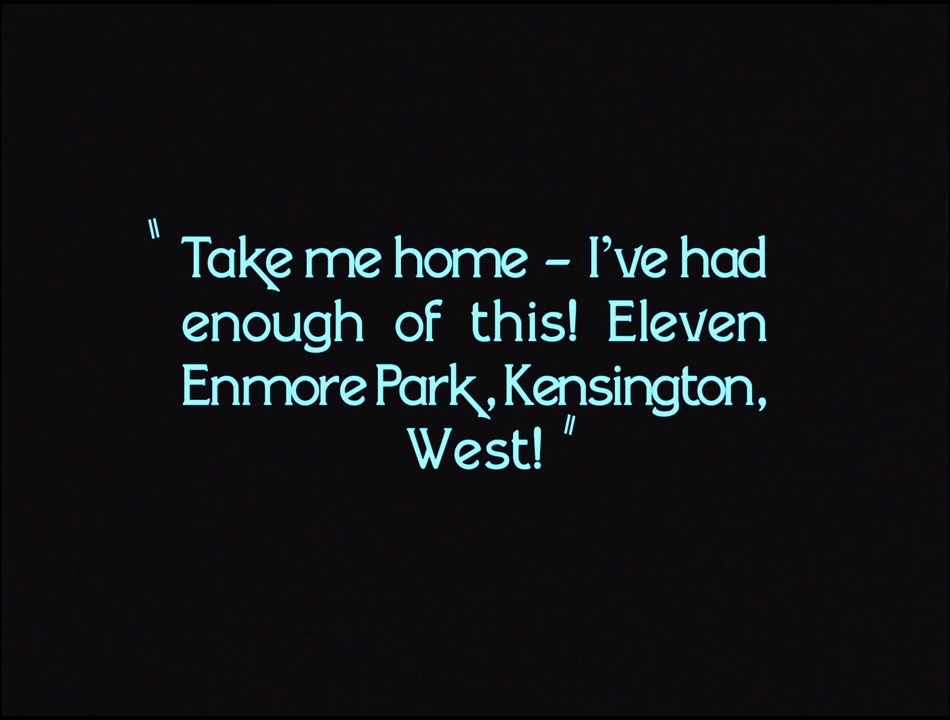 " Take me home – I've had
enough of this! Eleven
Enmore Park, Kensington,
West! "